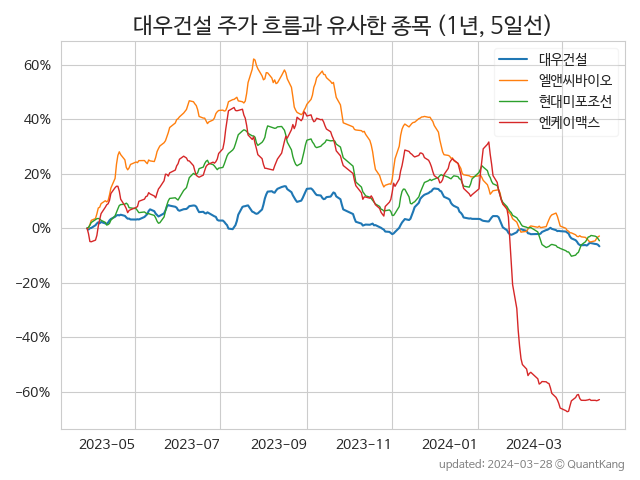 대우건설 주가 흐름과 유사한 종목 (1년, 5일선)
대우건설
엘앤씨바이오
현대미포조선
엔케이맥스
60%
40%
20%
0%
−20%
−40%
−60%
2023-05 2023-07 2023-09 2023-11 2024-01 2024-03
updated: 2024-03-28 © QuantKang